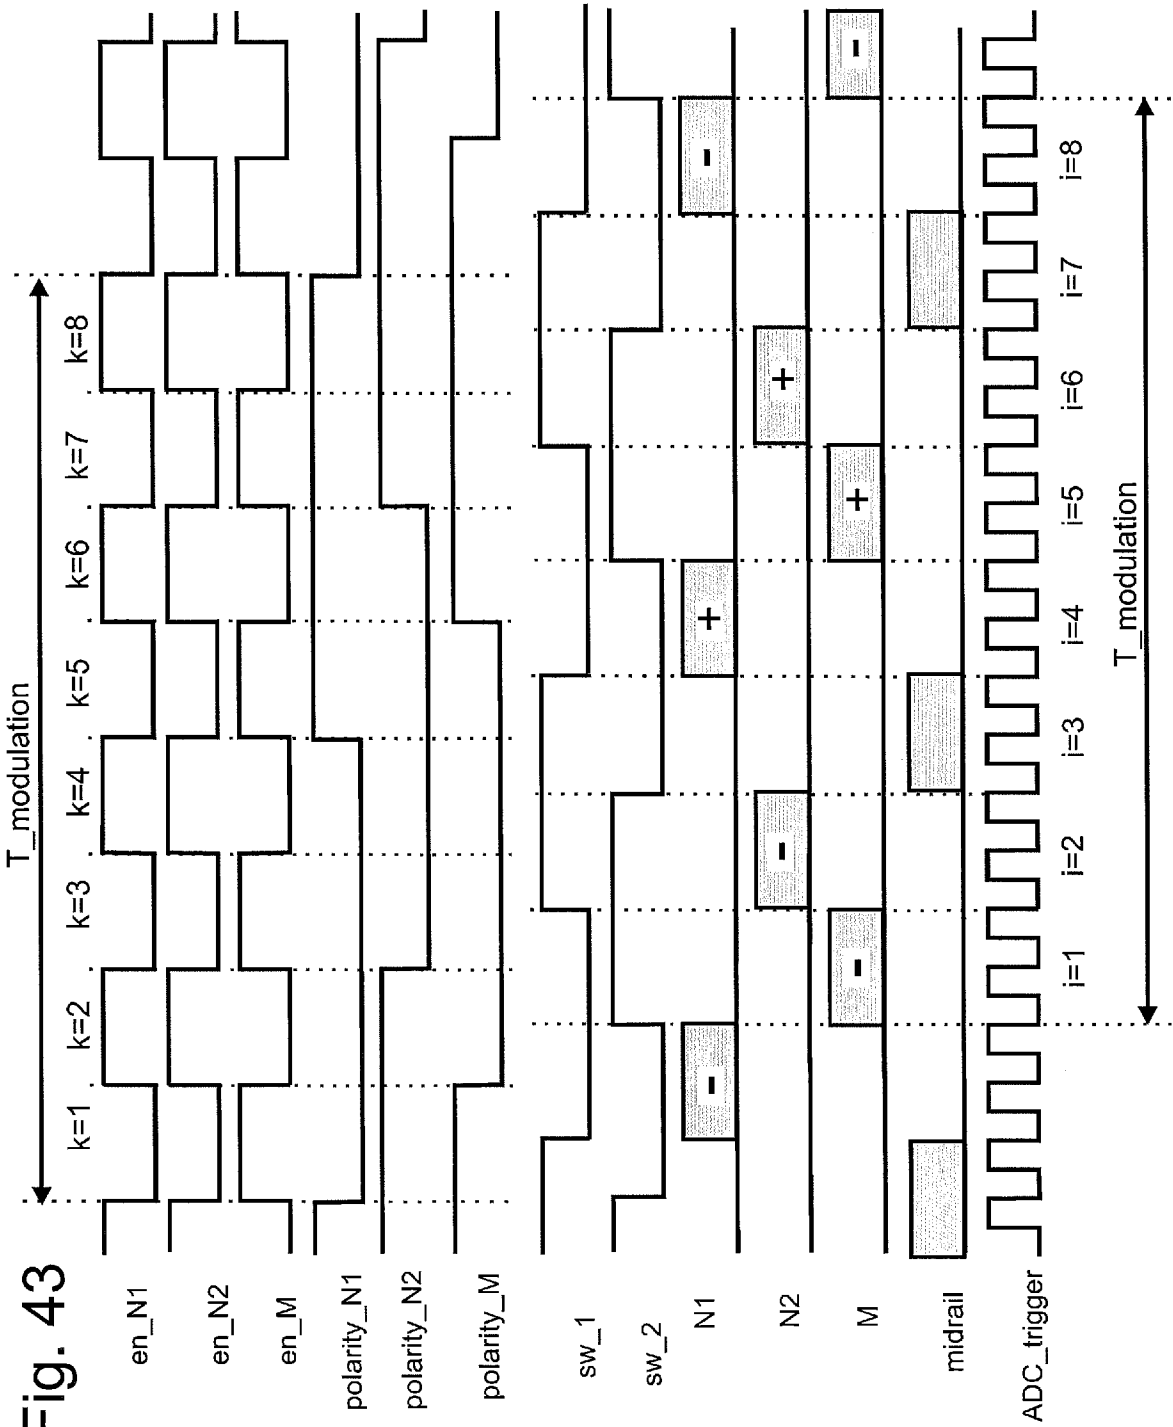 Fig. 43
T_modulation
k=1 k=2 k=3 k=4 k=5 k=6 k=7 k=8
en_N1
en_N2
en_M
polarity_N1
polarity_N2
polarity_M
sw_1
sw_2
N1 - + -
N2 - +
M - + -
midrail
ADC_trigger
i=1 i=2 i=3 i=4 i=5 i=6 i=7 i=8
T_modulation